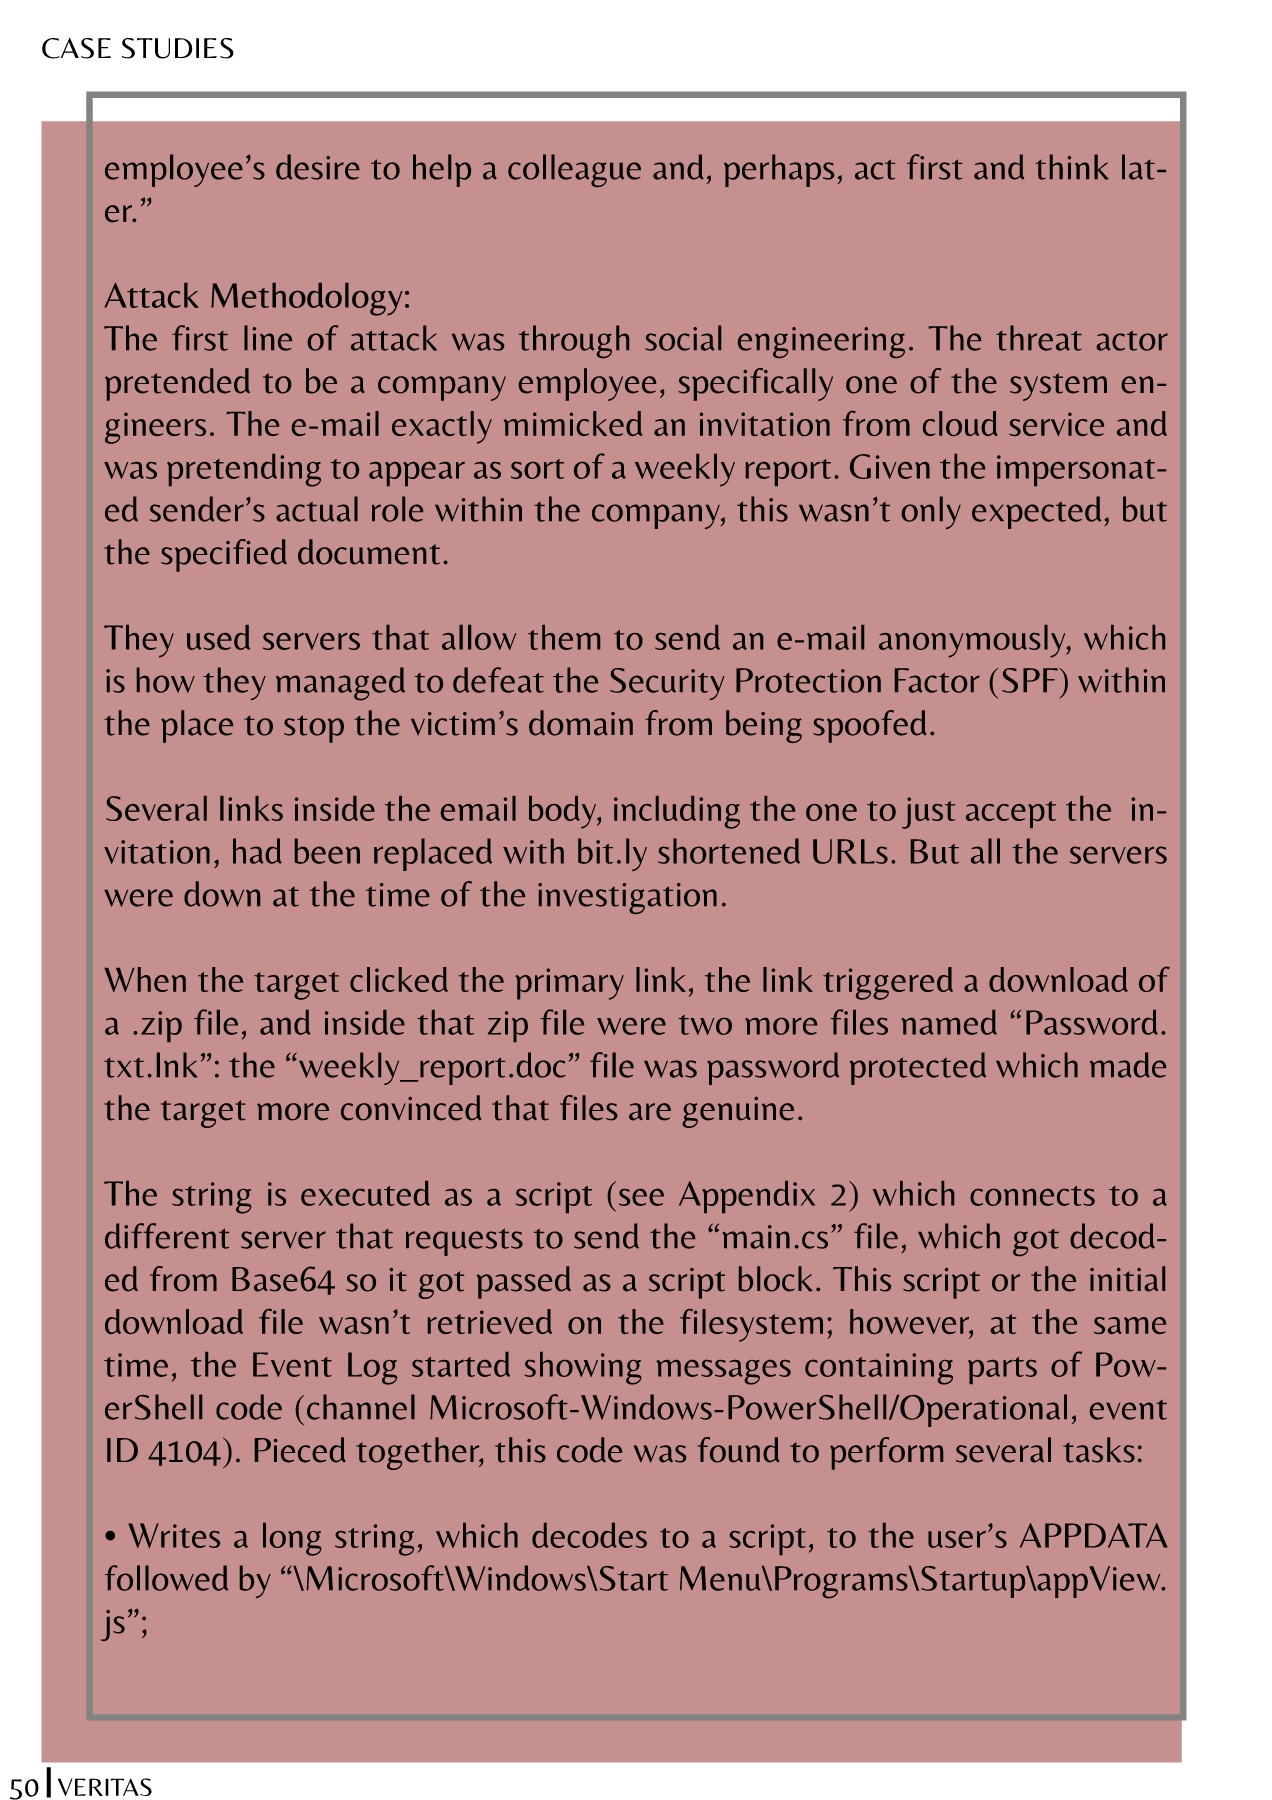 CASE STUDIES
employee’s desire to help a colleague and, perhaps, act first and think lat-
er.”
Attack Methodology:
The first line of attack was through social engineering. The threat actor
pretended to be a company employee, specifically one of the system en-
gineers. The e-mail exactly mimicked an invitation from cloud service and
was pretending to appear as sort of a weekly report. Given the impersonat-
ed sender’s actual role within the company, this wasn’t only expected, but
the specified document.
They used servers that allow them to send an e-mail anonymously, which
is how they managed to defeat the Security Protection Factor (SPF) within
the place to stop the victim’s domain from being spoofed.
Several links inside the email body, including the one to just accept the in-
vitation, had been replaced with bit.ly shortened URLs. But all the servers
were down at the time of the investigation.
When the target clicked the primary link, the link triggered a download of
a .zip file, and inside that zip file were two more files named “Password.
txt.lnk”: the “weekly_report.doc” file was password protected which made
the target more convinced that files are genuine.
The string is executed as a script (see Appendix 2) which connects to a
different server that requests to send the “main.cs” file, which got decod-
ed from Base64 so it got passed as a script block. This script or the initial
download file wasn’t retrieved on the filesystem; however, at the same
time, the Event Log started showing messages containing parts of Pow-
erShell code (channel Microsoft-Windows-PowerShell/Operational, event
ID 4104). Pieced together, this code was found to perform several tasks:
• Writes a long string, which decodes to a script, to the user’s APPDATA
followed by “\Microsoft\Windows\Start Menu\Programs\Startup\appView.
js”;
50 VERITAS